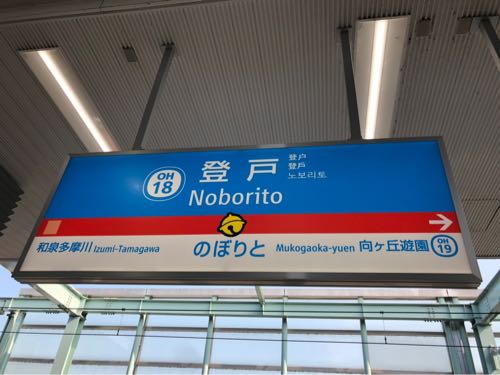 OH
18
登戸
Noborito
登户
登戶
노보리토
和泉多摩川 Izumi-Tamagawa
のぼりと
Mukogaoka-yuen 向ヶ丘遊園
OH
19